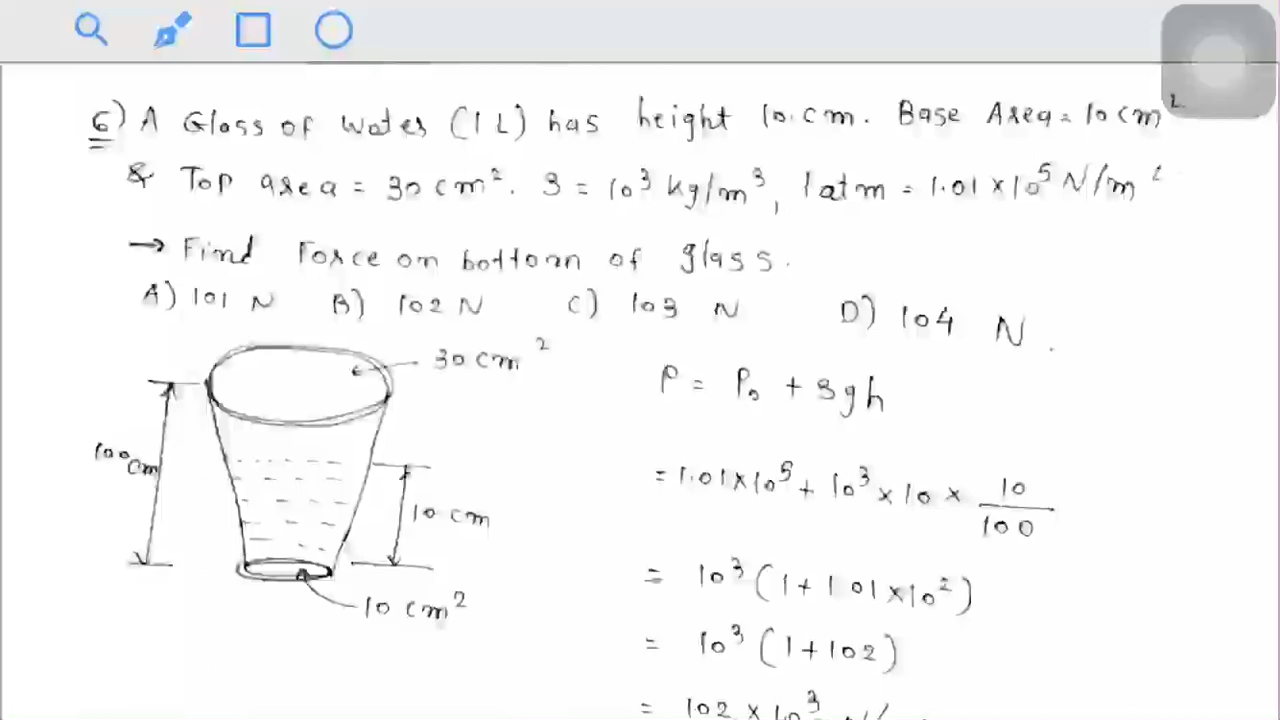 6) A Glass of water (1 L) has height 10 cm. Base Area = 10 cm²
& Top area = 30 cm². ρ = 10³ kg/m³, 1 atm = 1.01 × 10⁵ N/m²
→ Find Force on bottom of glass.
A) 101 N B) 102 N C) 103 N D) 104 N.
30 cm²
100 cm
10 cm
10 cm²
P = P₀ + ρgh
= 1.01 × 10⁵ + 10³ × 10 × 10/100
= 10³ (1 + 1.01 × 10²)
= 10³ (1 + 102)
= 102 × 10³